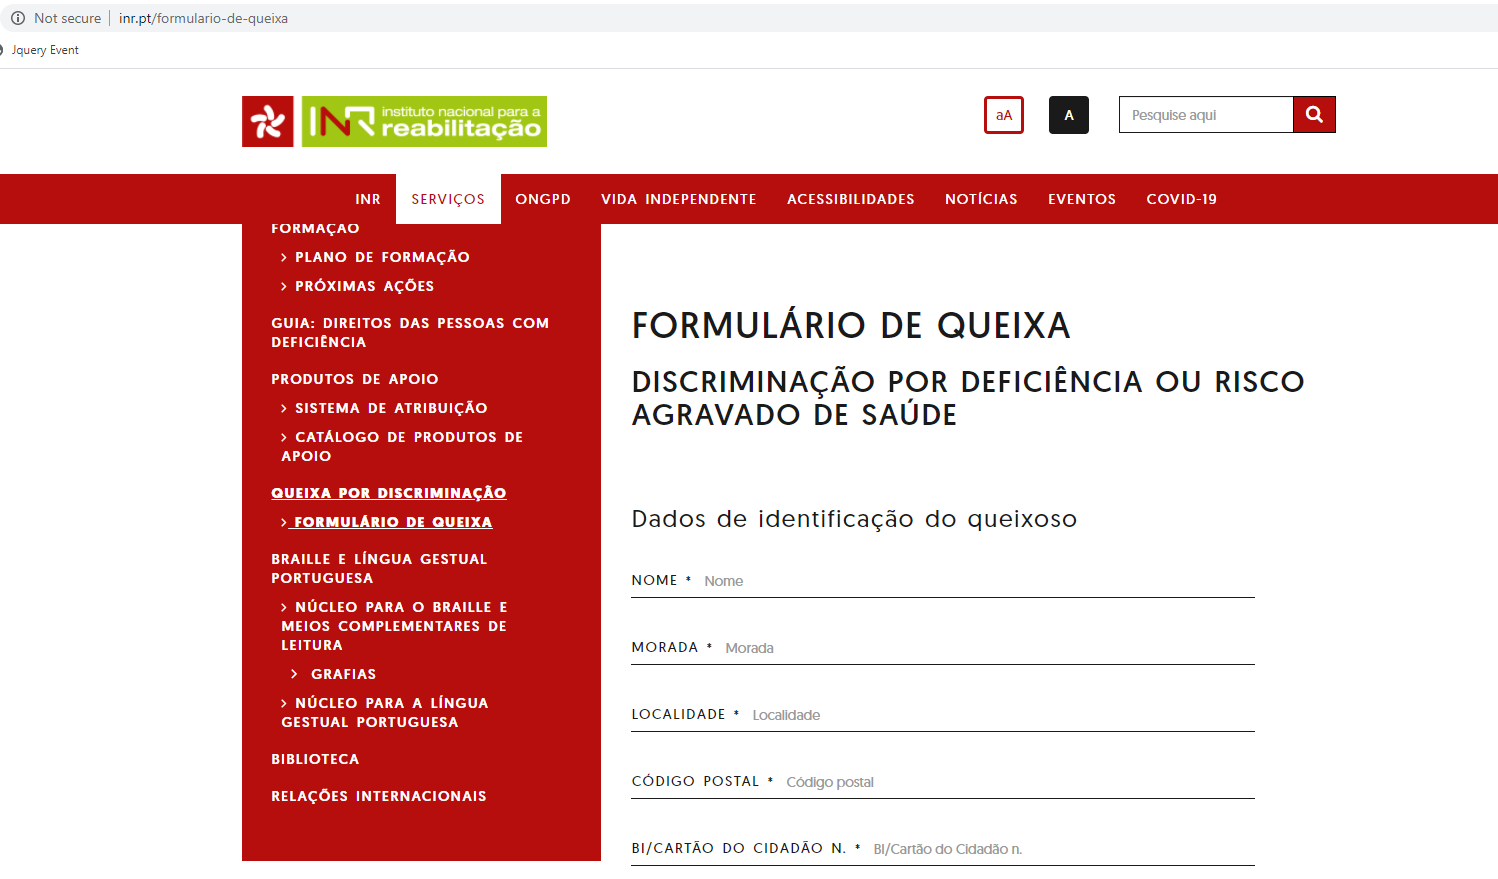 Not secure
inr.pt/formulario-de-queixa
Jquery Event
INR instituto nacional para a
reabilitação
aA
A
Pesquise aqui
INR
SERVIÇOS
ONGPD
VIDA INDEPENDENTE
ACESSIBILIDADES
NOTÍCIAS
EVENTOS
COVID-19
FORMAÇÃO
> PLANO DE FORMAÇÃO
> PRÓXIMAS AÇÕES
GUIA: DIREITOS DAS PESSOAS COM
DEFICIÊNCIA
PRODUTOS DE APOIO
> SISTEMA DE ATRIBUIÇÃO
> CATÁLOGO DE PRODUTOS DE
APOIO
QUEIXA POR DISCRIMINAÇÃO
> FORMULÁRIO DE QUEIXA
BRAILLE E LÍNGUA GESTUAL
PORTUGUESA
> NÚCLEO PARA O BRAILLE E
MEIOS COMPLEMENTARES DE
LEITURA
> GRAFIAS
> NÚCLEO PARA A LÍNGUA
GESTUAL PORTUGUESA
BIBLIOTECA
RELAÇÕES INTERNACIONAIS
FORMULÁRIO DE QUEIXA
DISCRIMINAÇÃO POR DEFICIÊNCIA OU RISCO
AGRAVADO DE SAÚDE
Dados de identificação do queixoso
NOME * Nome
MORADA * Morada
LOCALIDADE * Localidade
CÓDIGO POSTAL * Código postal
BI/CARTÃO DO CIDADÃO N. * BI/Cartão do Cidadão n.